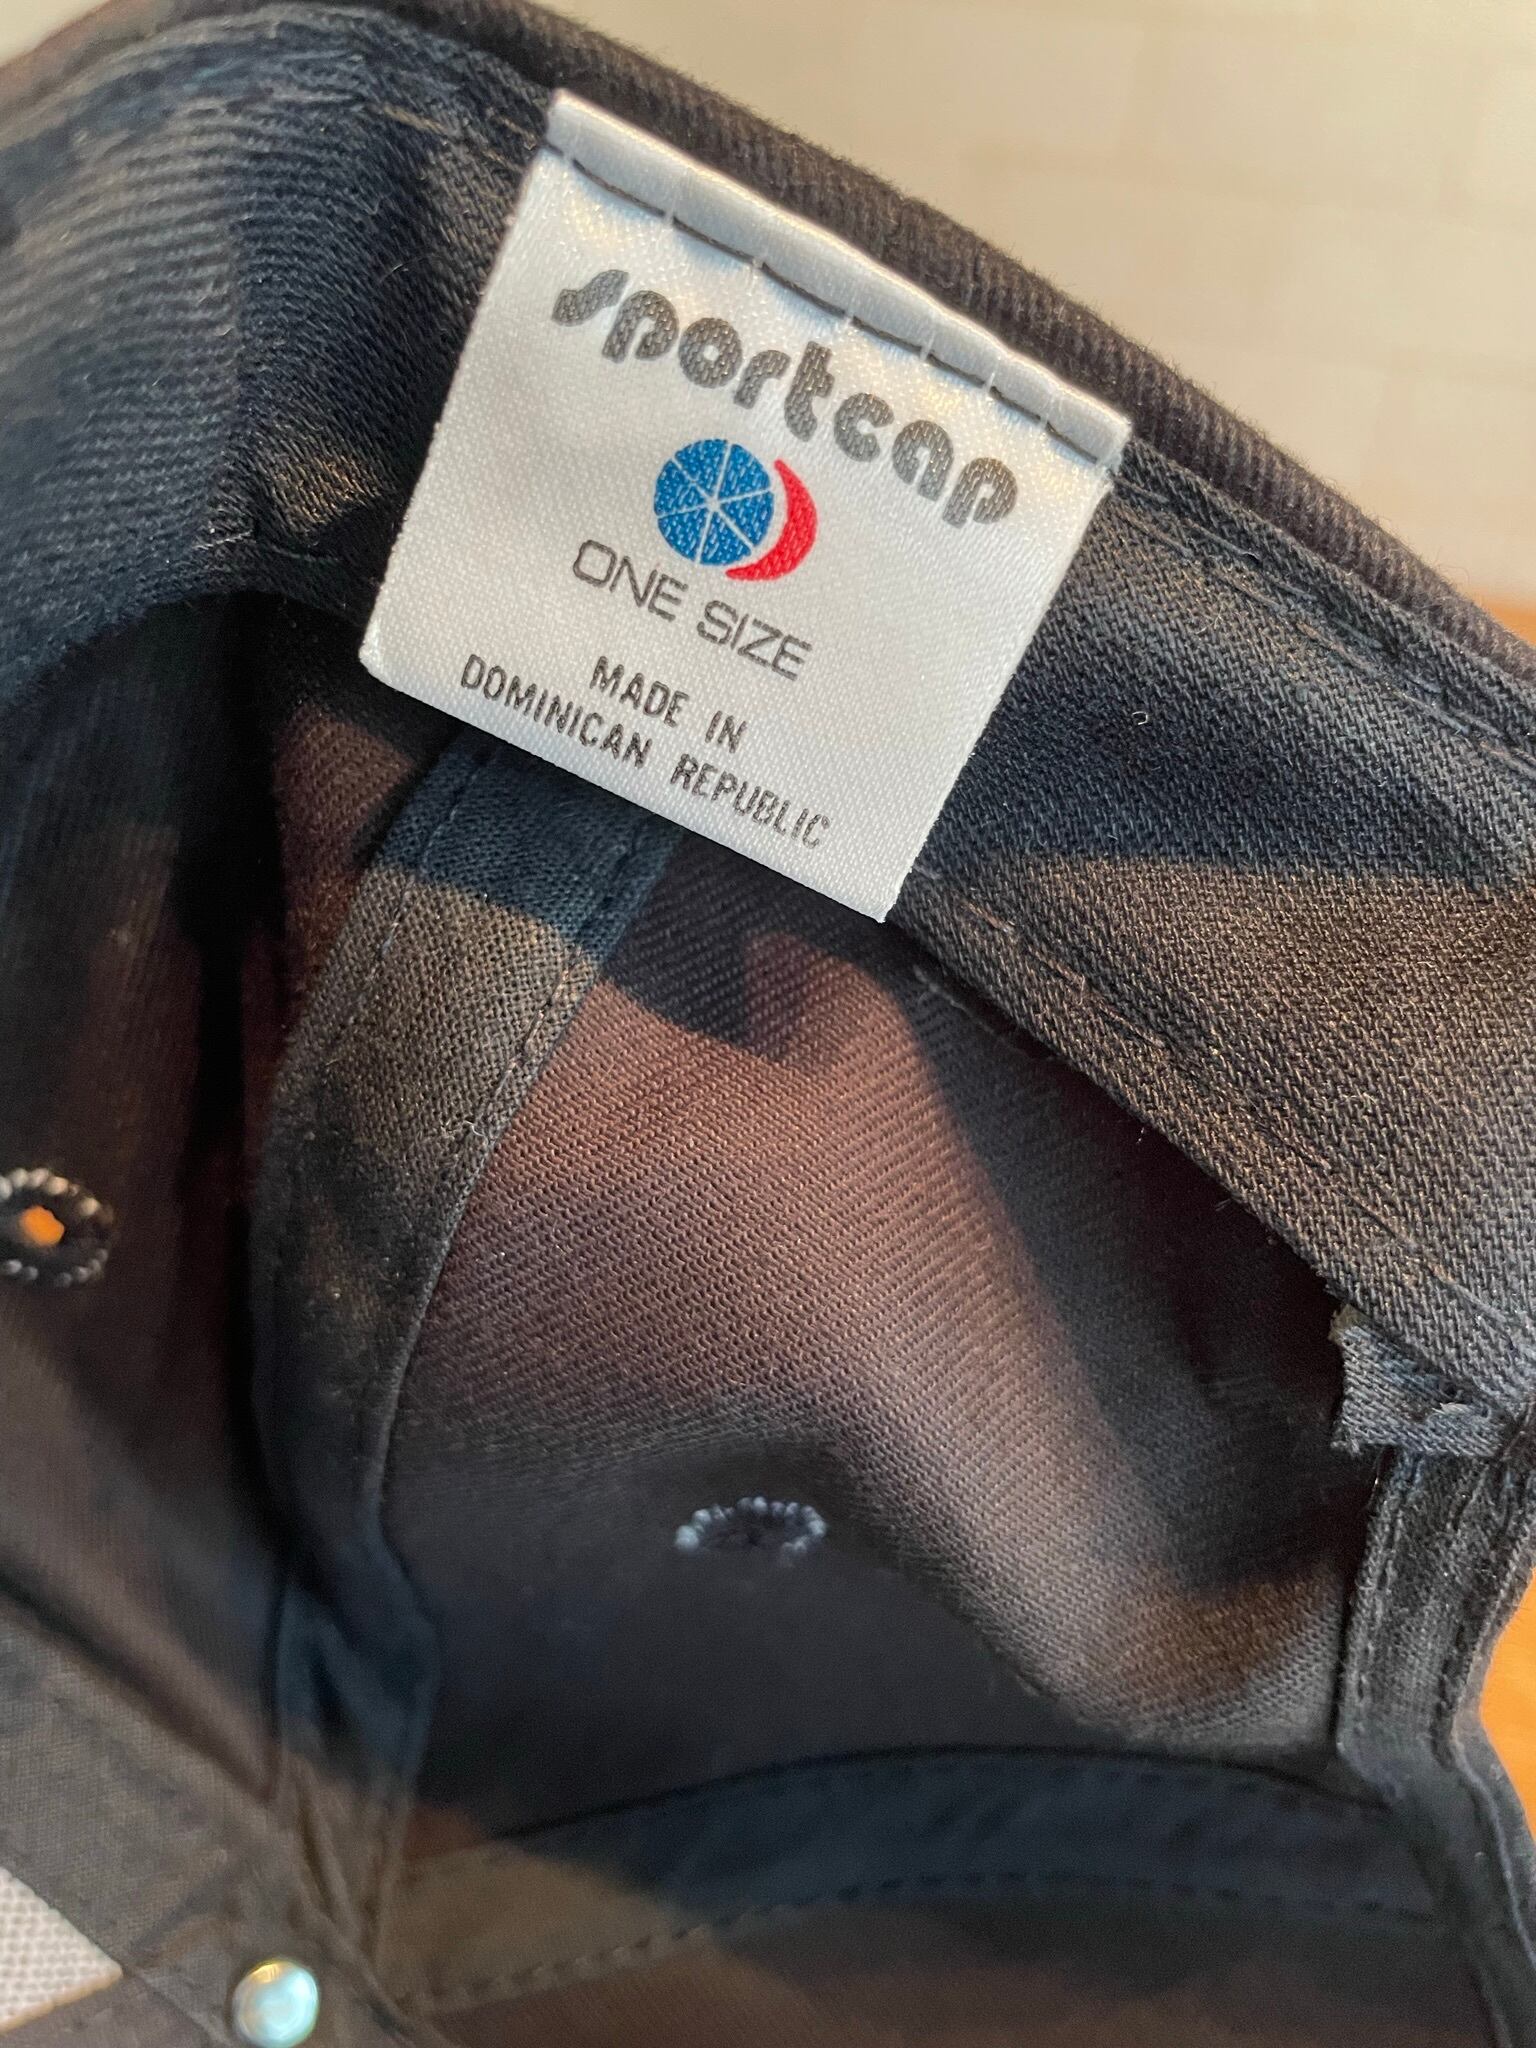 sportcap
ONE SIZE
MADE IN
DOMINICAN REPUBLIC